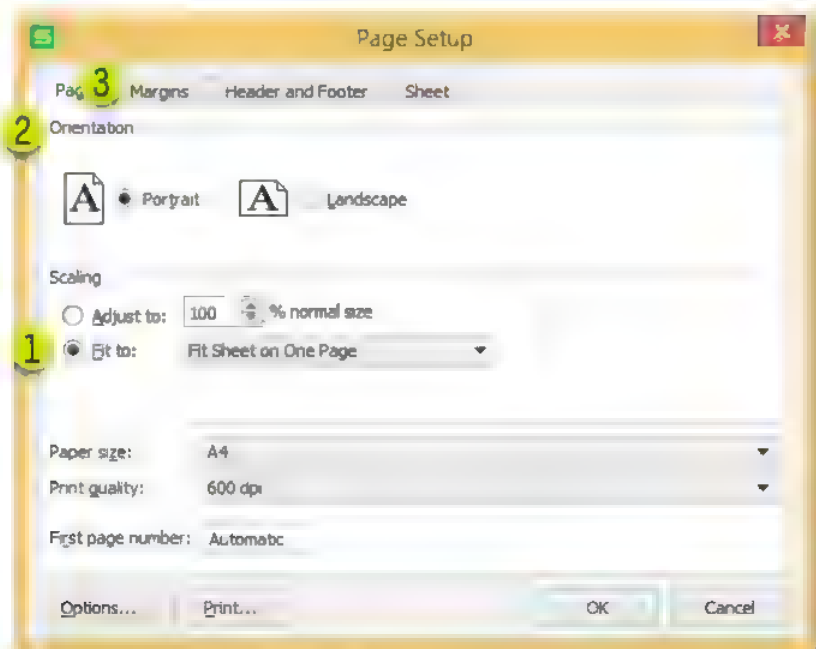 Page Setup
3 Margins Header and Footer Sheet
2 Orientation
A Portrait A Landscape
Scaling
Adjust to: 100 % normal size
1 Fit to: Fit Sheet on One Page
Paper size: A4
Print quality: 600 dpi
First page number: Automatic
Options... Print... OK Cancel